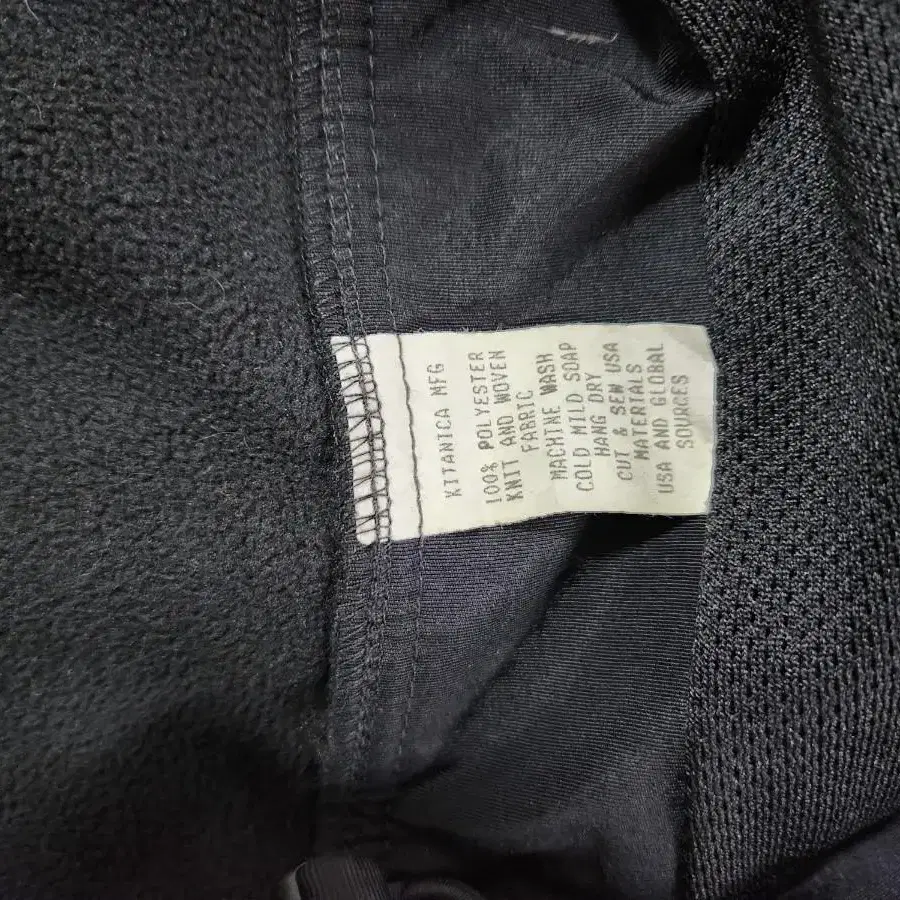 KITANICA MFG
100% POLYESTER
KNIT AND WOVEN
FABRIC
MACHINE WASH
COLD MILD SOAP
HANG DRY
CUT & SEW USA
MATERIALS
USA AND GLOBAL
SOURCES